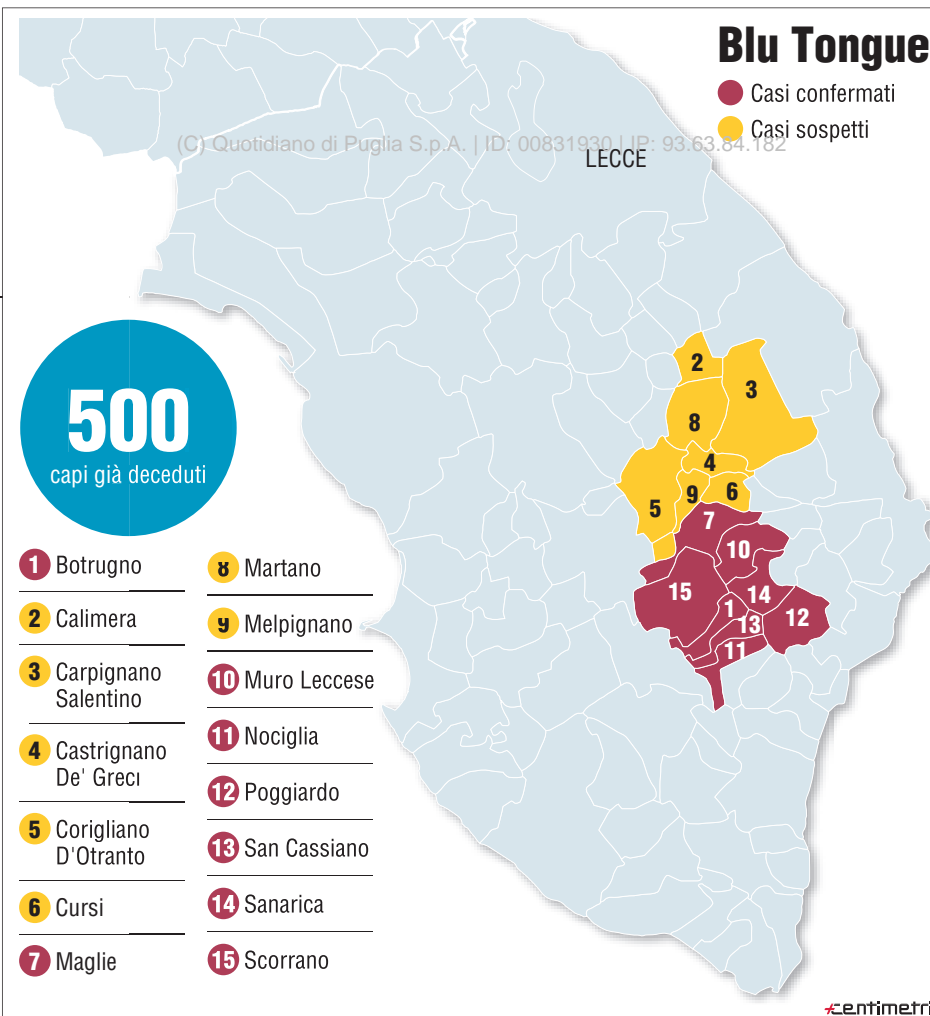 Blu Tongue
Casi confermati
Casi sospetti
(C) Quotidiano di Puglia S.p.A. | ID: 00831930 | IP: 93.63.84.182
LECCE
2
3
8
4
9
6
5
7
10
15
14
1
12
13
11
500
capi già deceduti
1 Botrugno
2 Calimera
3 Carpignano
Salentino
4 Castrignano
De' Greci
5 Corigliano
D'Otranto
6 Cursi
7 Maglie
8 Martano
9 Melpignano
10 Muro Leccese
11 Nociglia
12 Poggiardo
13 San Cassiano
14 Sanarica
15 Scorrano
centimetri